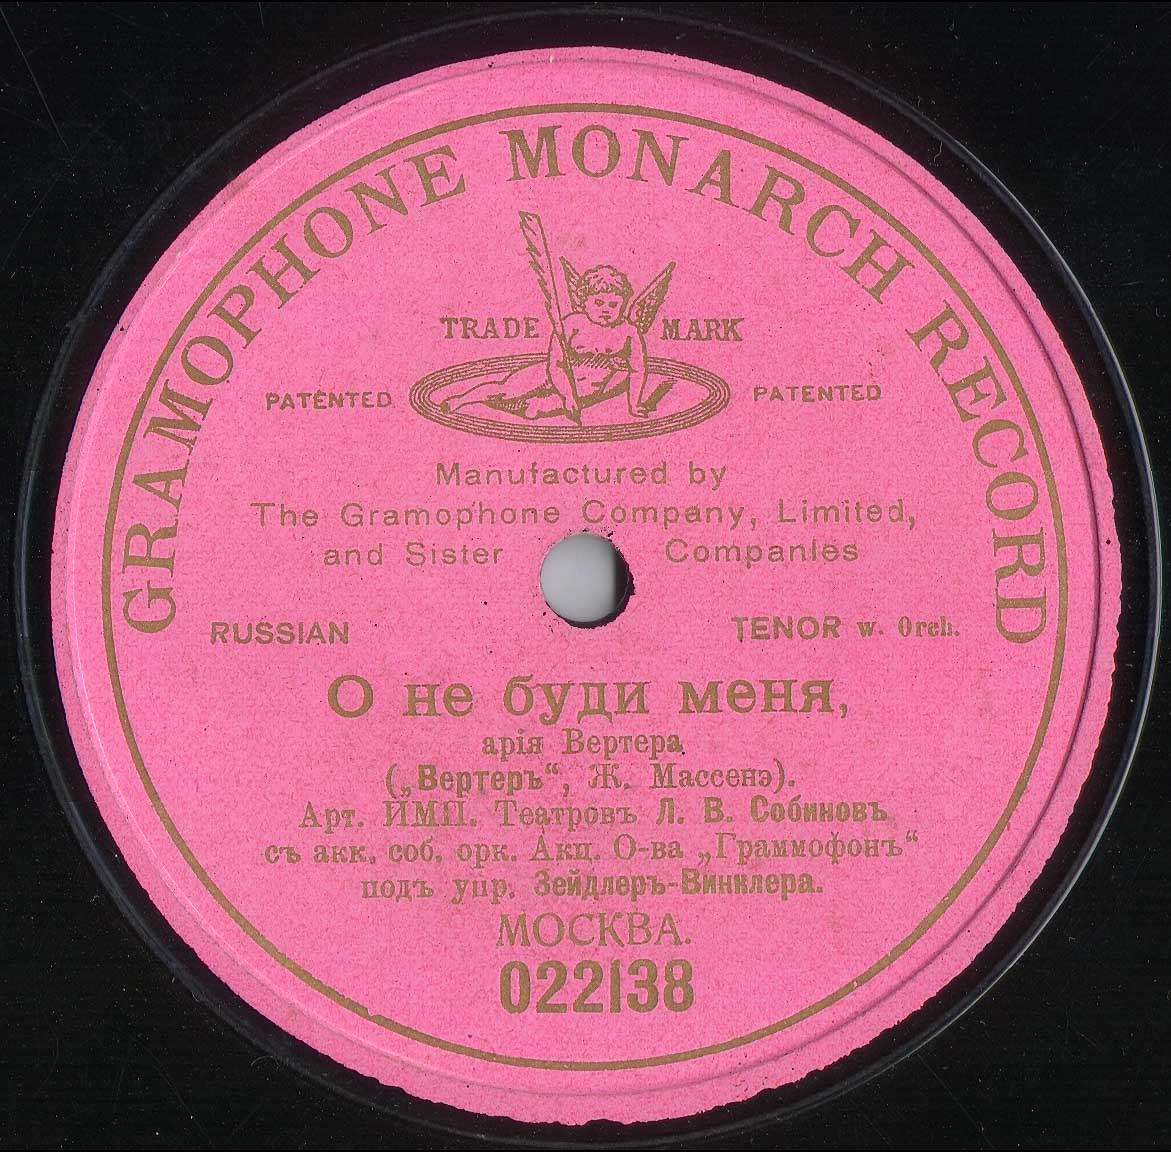 GRAMOPHONE MONARCH RECORD
TRADE MARK
PATENTED PATENTED
Manufactured by
The Gramophone Company, Limited,
and Sister Companies
RUSSIAN TENOR w. Orch.
О не буди меня,
арія Вертера
(„Вертеръ“, Ж. Массенэ).
Арт. ИМП. Театровъ Л. В. Собиновъ
съ акк. соб. орк. Акц. О-ва „Граммофонъ“
подъ упр. Зейдлеръ-Винклера.
МОСКВА.
022138